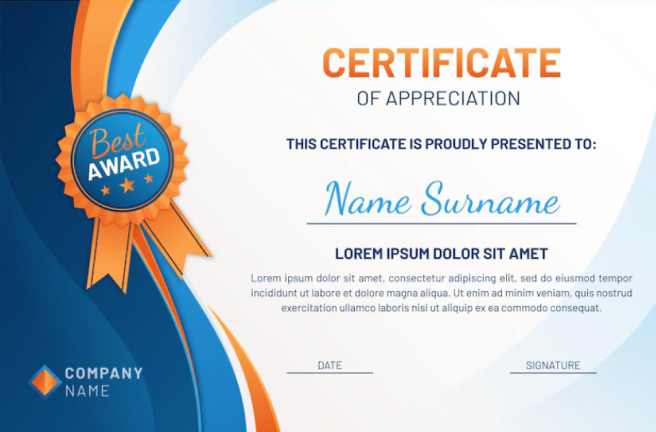 CERTIFICATE
OF APPRECIATION
THIS CERTIFICATE IS PROUDLY PRESENTED TO:
Name Surname
LOREM IPSUM DOLOR SIT AMET
Lorem ipsum dolor sit amet, consectetur adipiscing elit, sed do eiusmod tempor
incididunt ut labore et dolore magna aliqua. Ut enim ad minim veniam, quis nostrud
exercitation ullamco laboris nisi ut aliquip ex ea commodo consequat.
DATE
SIGNATURE
Best
AWARD
COMPANY
NAME